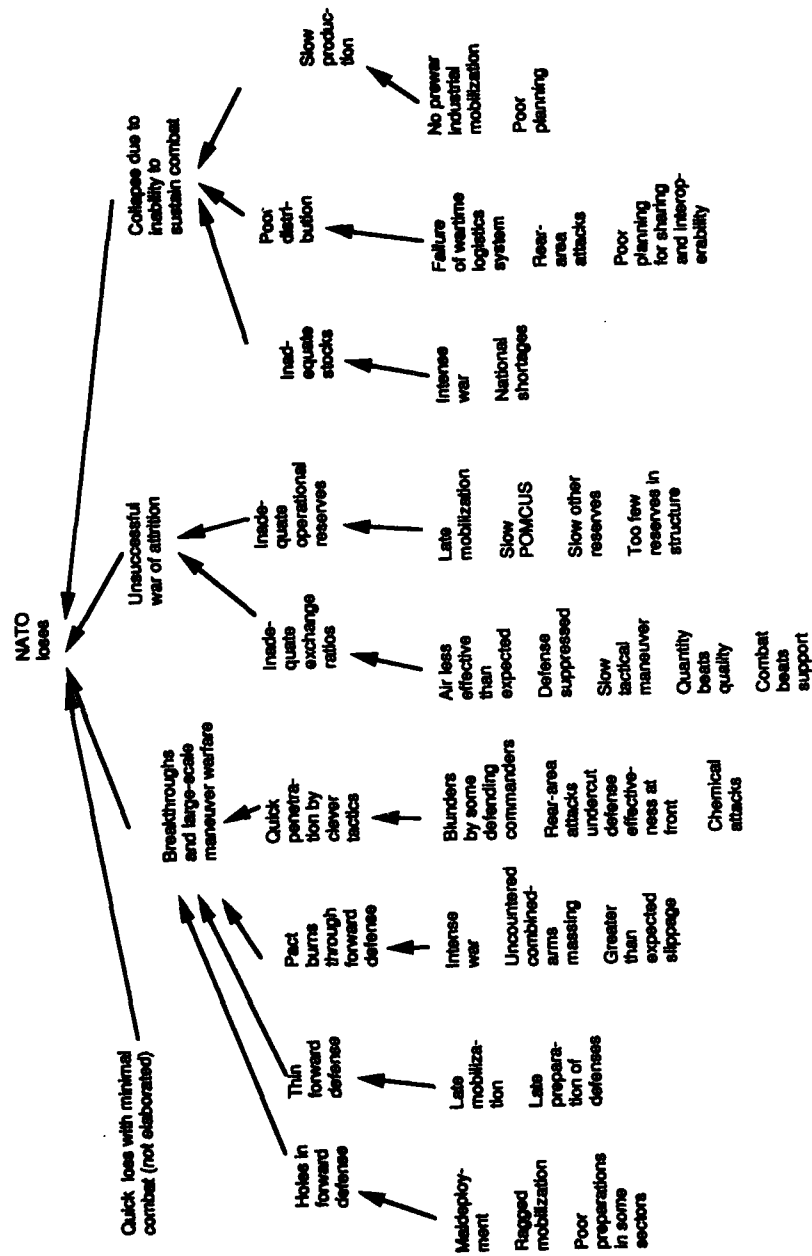 NATO
loses
Quick loss with minimal
combat (not elaborated)
Breakthroughs
and large-scale
maneuver warfare
Unsuccessful
war of attrition
Collapse due to
inability to
sustain combat
Holes in
forward
defense
Thin
forward
defense
Pact
burns
through
forward
defense
Quick
penetra-
tion by
clever
tactics
Inade-
quate
exchange
ratios
Inade-
quate
operational
reserves
Inad-
equate
stocks
Poor
distri-
bution
Slow
produc-
tion
Maldeploy-
ment
Ragged
mobilization
Poor
preparations
in some
sectors
Late
mobiliza-
tion
Late
prepara-
tion of
defenses
Intense
war
Uncountered
combined-
arms
massing
Greater
than
expected
slippage
Blunders
by some
defending
commanders
Rear-area
attacks
undercut
defense
effective-
ness at
front
Chemical
attacks
Air less
effective
than
expected
Defense
suppressed
Slow
tactical
maneuver
Quantity
beats
quality
Combat
beats
support
Late
mobilization
Slow
POMCUS
Slow other
reserves
Too few
reserves in
structure
Intense
war
National
shortages
Failure
of wartime
logistics
system
Rear-
area
attacks
Poor
planning
for sharing
and interop-
erability
No prewar
industrial
mobilization
Poor
planning